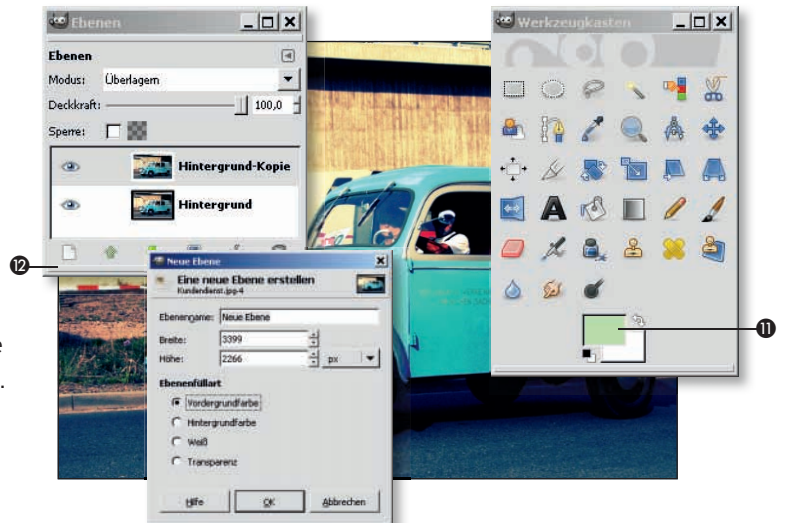 Ebenen
Ebenen
Modus: Überlagern
Deckkraft: 100,0
Sperre:
Hintergrund-Kopie
Hintergrund
⓬
Neue Ebene
Eine neue Ebene erstellen
Kundendienst.jpg-4
Ebenenname: Neue Ebene
Breite: 3399
Höhe: 2266 px
Ebenenfüllart
Vordergrundfarbe
Hintergrundfarbe
Weiß
Transparenz
Hilfe OK Abbrechen
Werkzeugkasten
⓫
e
.